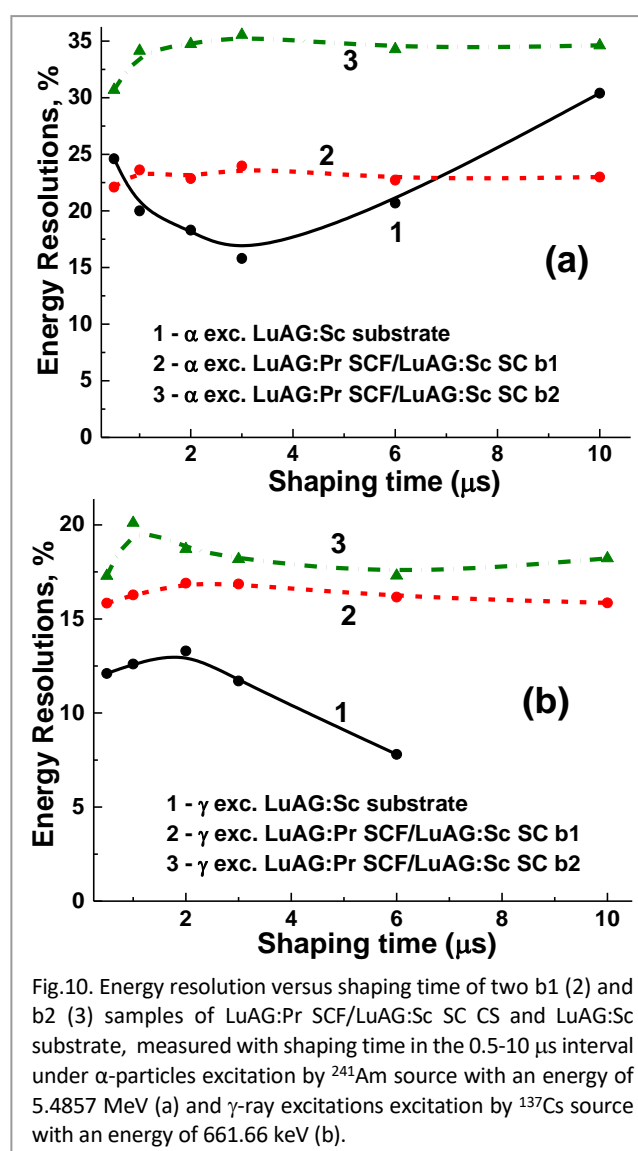 35
30
25
20
15
10
5
0
Energy Resolutions, %
3
2
1
(a)
1 - α exc. LuAG:Sc substrate
2 - α exc. LuAG:Pr SCF/LuAG:Sc SC b1
3 - α exc. LuAG:Pr SCF/LuAG:Sc SC b2
2 4 6 8 10
Shaping time (μs)
20
15
10
5
0
Energy Resolutions, %
3
2
1
(b)
1 - γ exc. LuAG:Sc substrate
2 - γ exc. LuAG:Pr SCF/LuAG:Sc SC b1
3 - γ exc. LuAG:Pr SCF/LuAG:Sc SC b2
2 4 6 8 10
Shaping time (μs)
Fig.10. Energy resolution versus shaping time of two b1 (2) and
b2 (3) samples of LuAG:Pr SCF/LuAG:Sc SC CS and LuAG:Sc
substrate, measured with shaping time in the 0.5-10 μs interval
under α-particles excitation by ²⁴¹Am source with an energy of
5.4857 MeV (a) and γ-ray excitations excitation by ¹³⁷Cs source
with an energy of 661.66 keV (b).